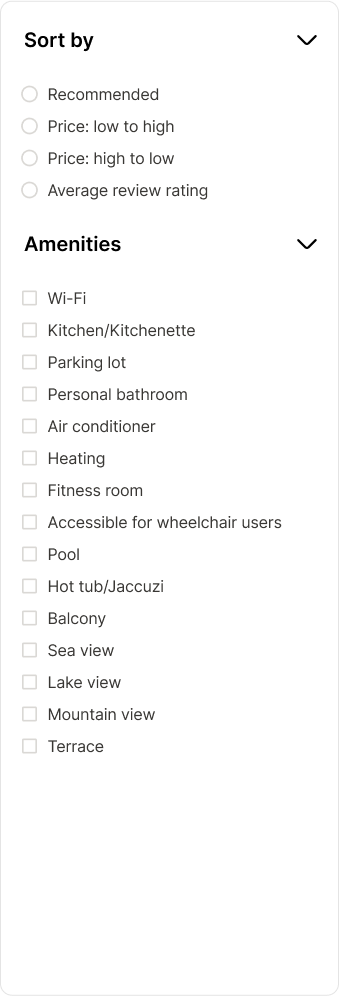 Sort by
Recommended
Price: low to high
Price: high to low
Average review rating
Amenities
Wi-Fi
Kitchen/Kitchenette
Parking lot
Personal bathroom
Air conditioner
Heating
Fitness room
Accessible for wheelchair users
Pool
Hot tub/Jaccuzi
Balcony
Sea view
Lake view
Mountain view
Terrace